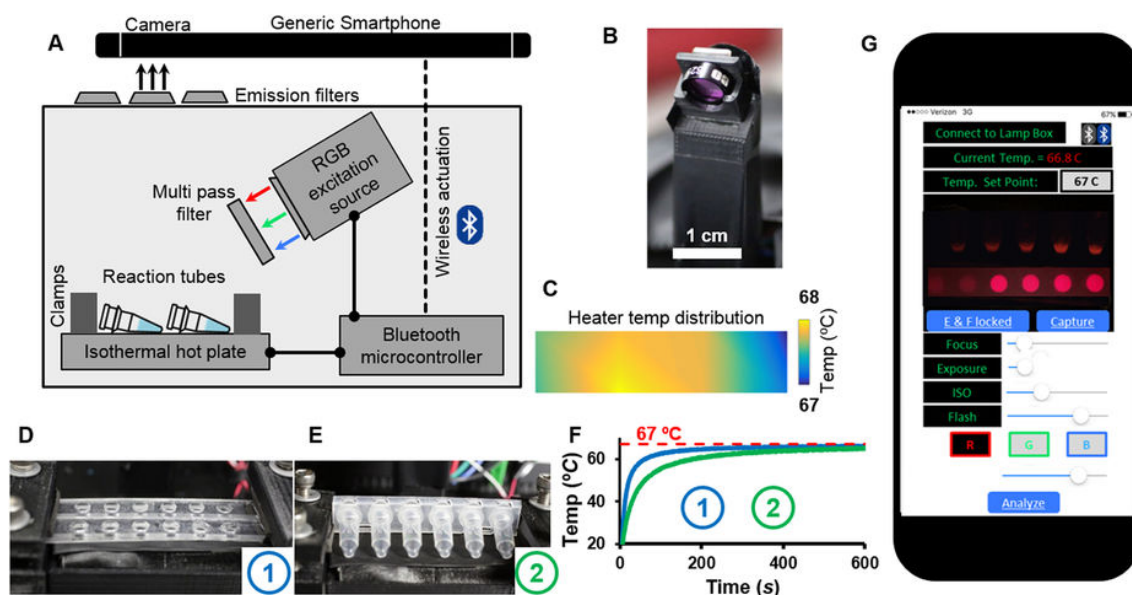 A
Camera
Generic Smartphone
Emission filters
RGB
excitation
source
Multi pass
filter
Wireless actuation
Reaction tubes
Clamps
Isothermal hot plate
Bluetooth
microcontroller
B
1 cm
C
Heater temp distribution
68
67
Temp (ºC)
D
1
E
2
F
67 ºC
Temp (ºC)
60
40
20
0
200
400
600
Time (s)
1
2
G
Verizon 3G
67%
Connect to Lamp Box
Current Temp. = 66.8 C
Temp. Set Point: 67 C
E & F locked
Capture
Focus
Exposure
ISO
Flash
R
G
B
Analyze